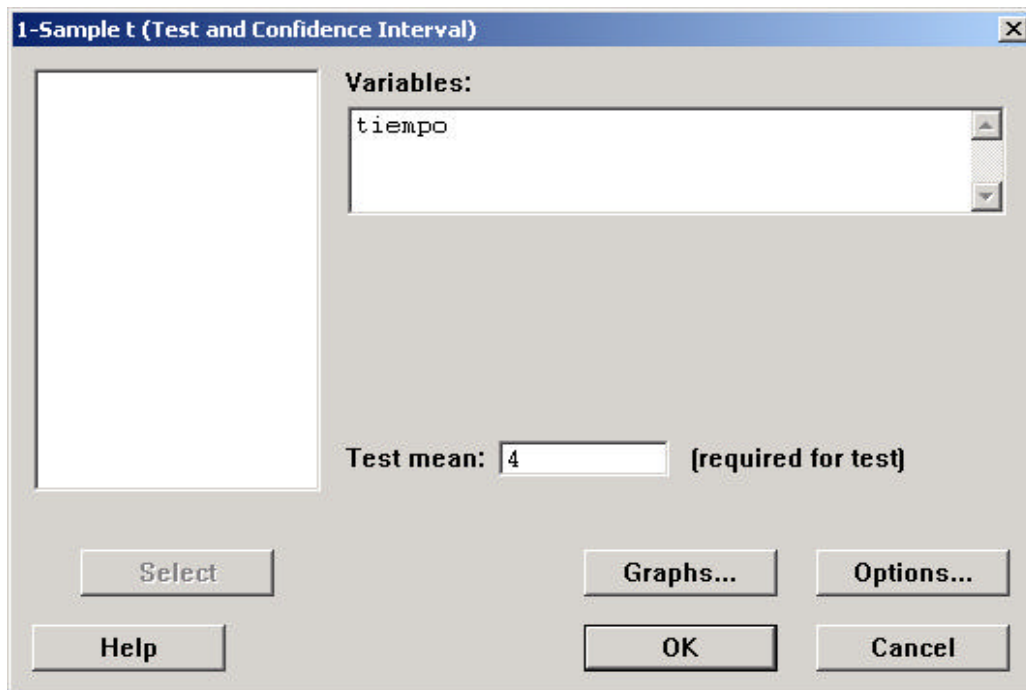 1-Sample t (Test and Confidence Interval)
Variables:
tiempo
Test mean: 4 (required for test)
Select Graphs... Options...
Help OK Cancel